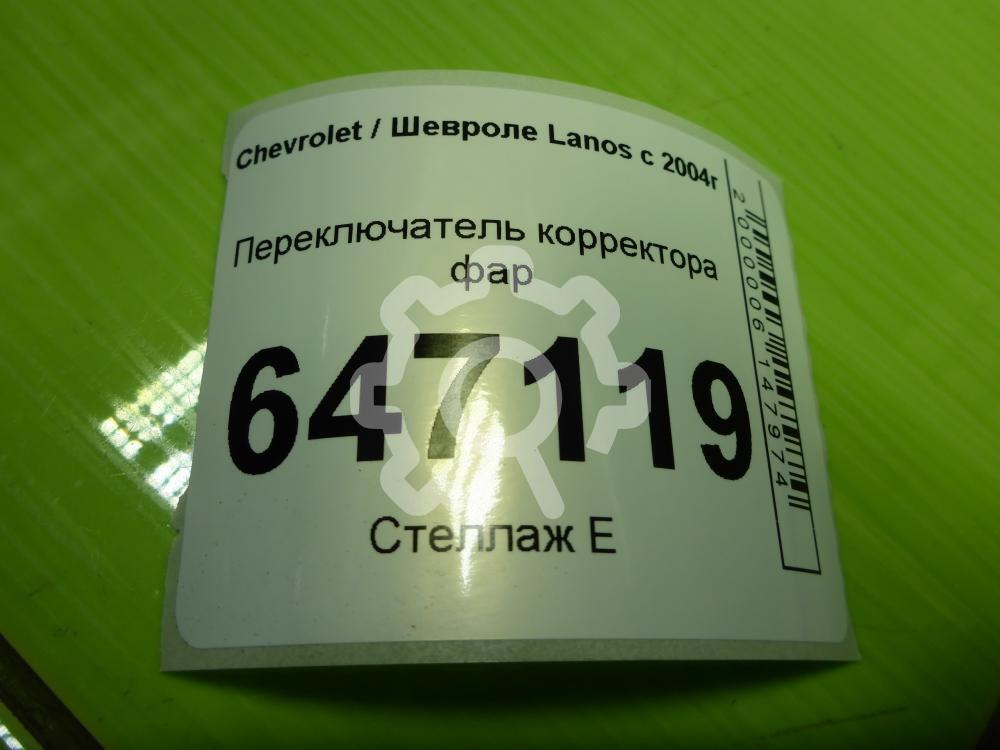 Chevrolet / Шевроле Lanos с 2004г
Переключатель корректора
фар
647119
Стеллаж Е
2000006147974